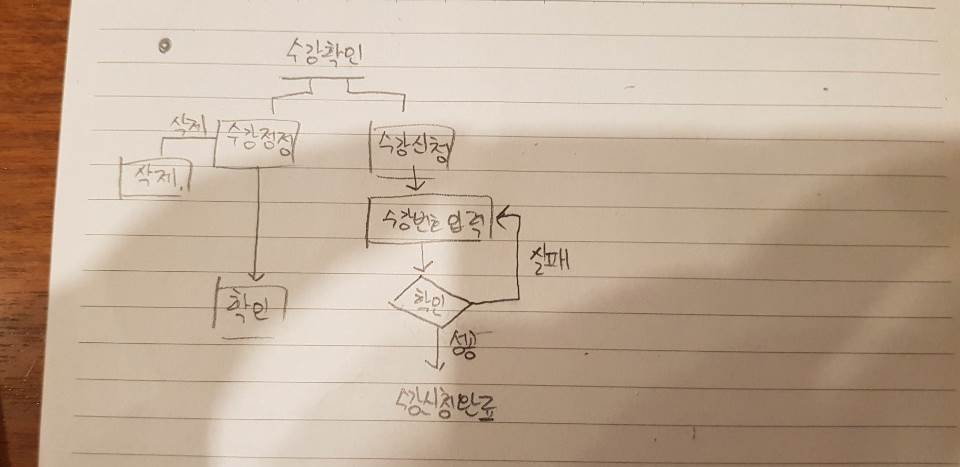 수강확인
삭제
수강정정
수강신청
삭제.
수강번호입력
실패
확인
확인
성공
수강신청완료